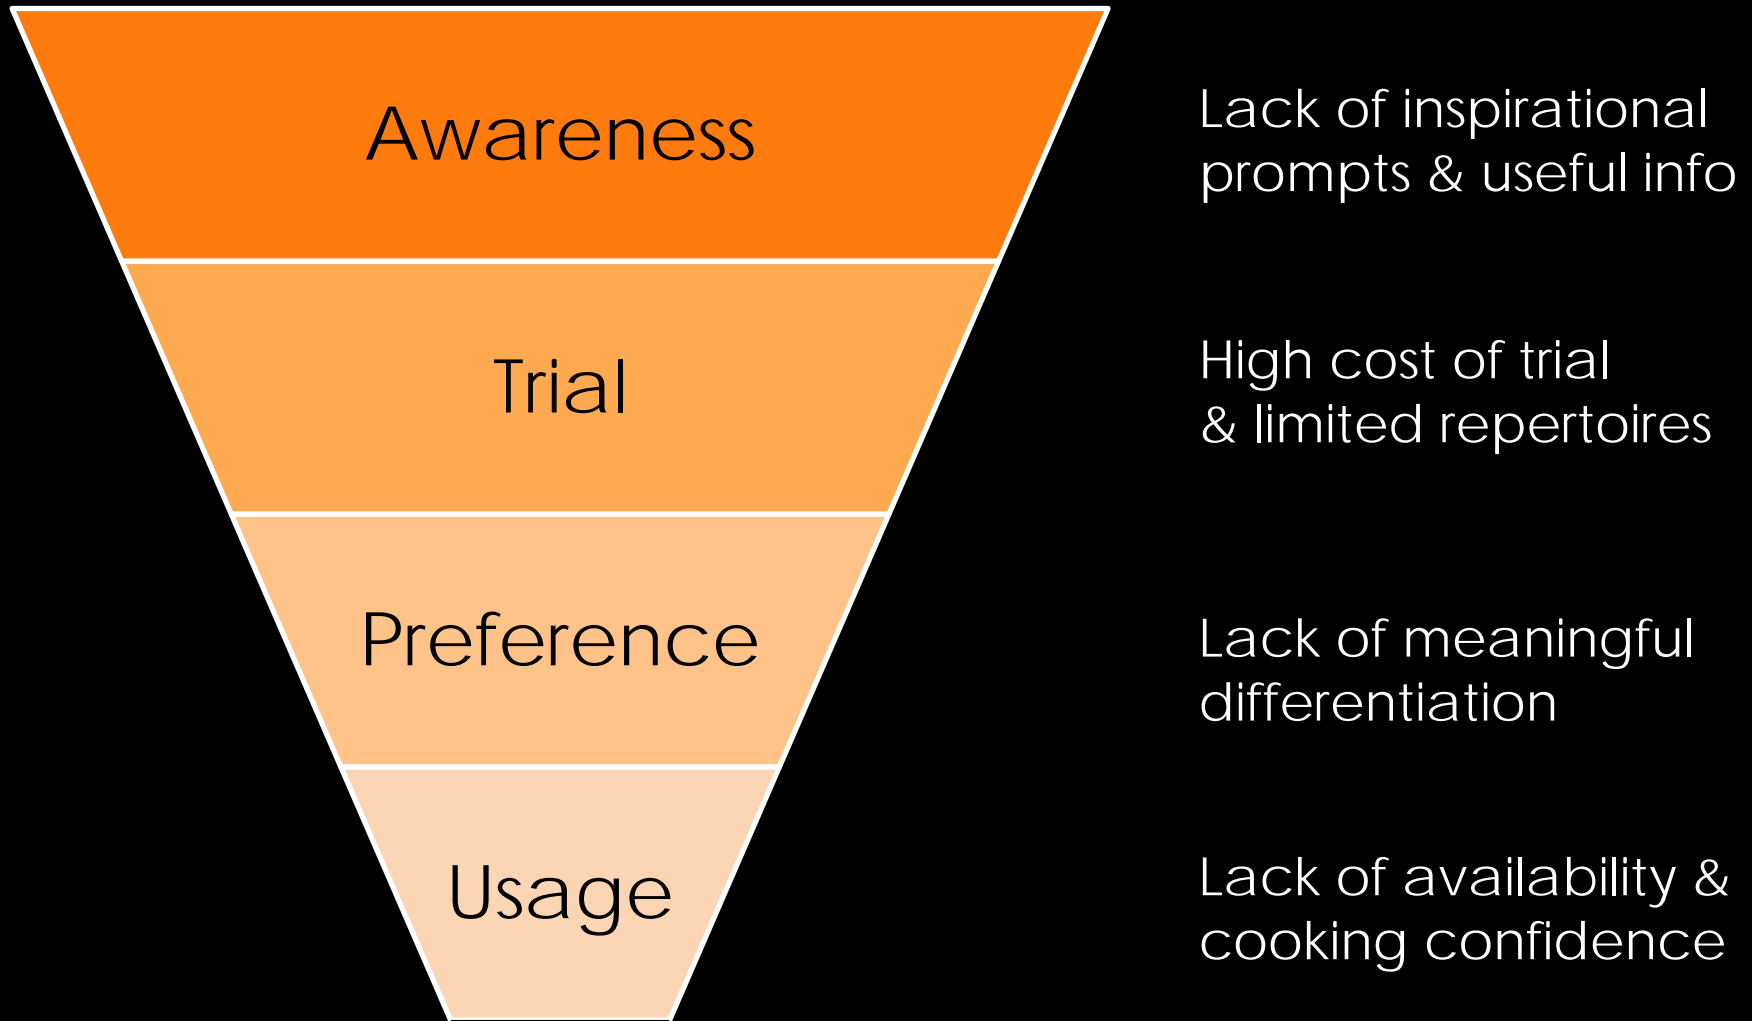 Awareness
Lack of inspirational
prompts & useful info
Trial
High cost of trial
& limited repertoires
Preference
Lack of meaningful
differentiation
Usage
Lack of availability &
cooking confidence